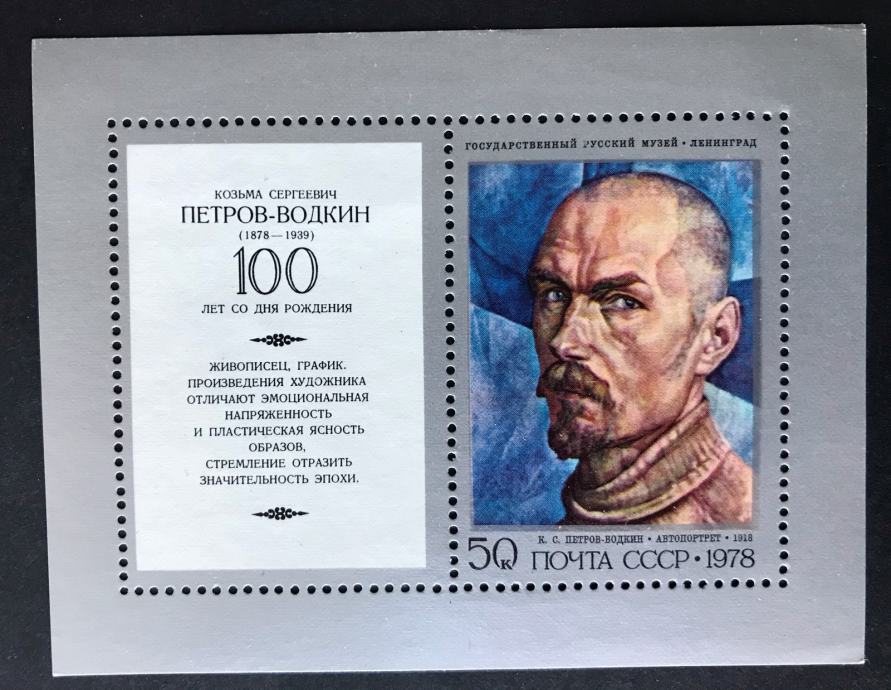 КОЗЬМА СЕРГЕЕВИЧ
ПЕТРОВ-ВОДКИН
(1878—1939)
100
ЛЕТ СО ДНЯ РОЖДЕНИЯ
ЖИВОПИСЕЦ, ГРАФИК.
ПРОИЗВЕДЕНИЯ ХУДОЖНИКА
ОТЛИЧАЮТ ЭМОЦИОНАЛЬНАЯ
НАПРЯЖЕННОСТЬ
И ПЛАСТИЧЕСКАЯ ЯСНОСТЬ
ОБРАЗОВ,
СТРЕМЛЕНИЕ ОТРАЗИТЬ
ЗНАЧИТЕЛЬНОСТЬ ЭПОХИ.
ГОСУДАРСТВЕННЫЙ РУССКИЙ МУЗЕЙ • ЛЕНИНГРАД
К. С. ПЕТРОВ-ВОДКИН • АВТОПОРТРЕТ • 1918
50к ПОЧТА СССР • 1978